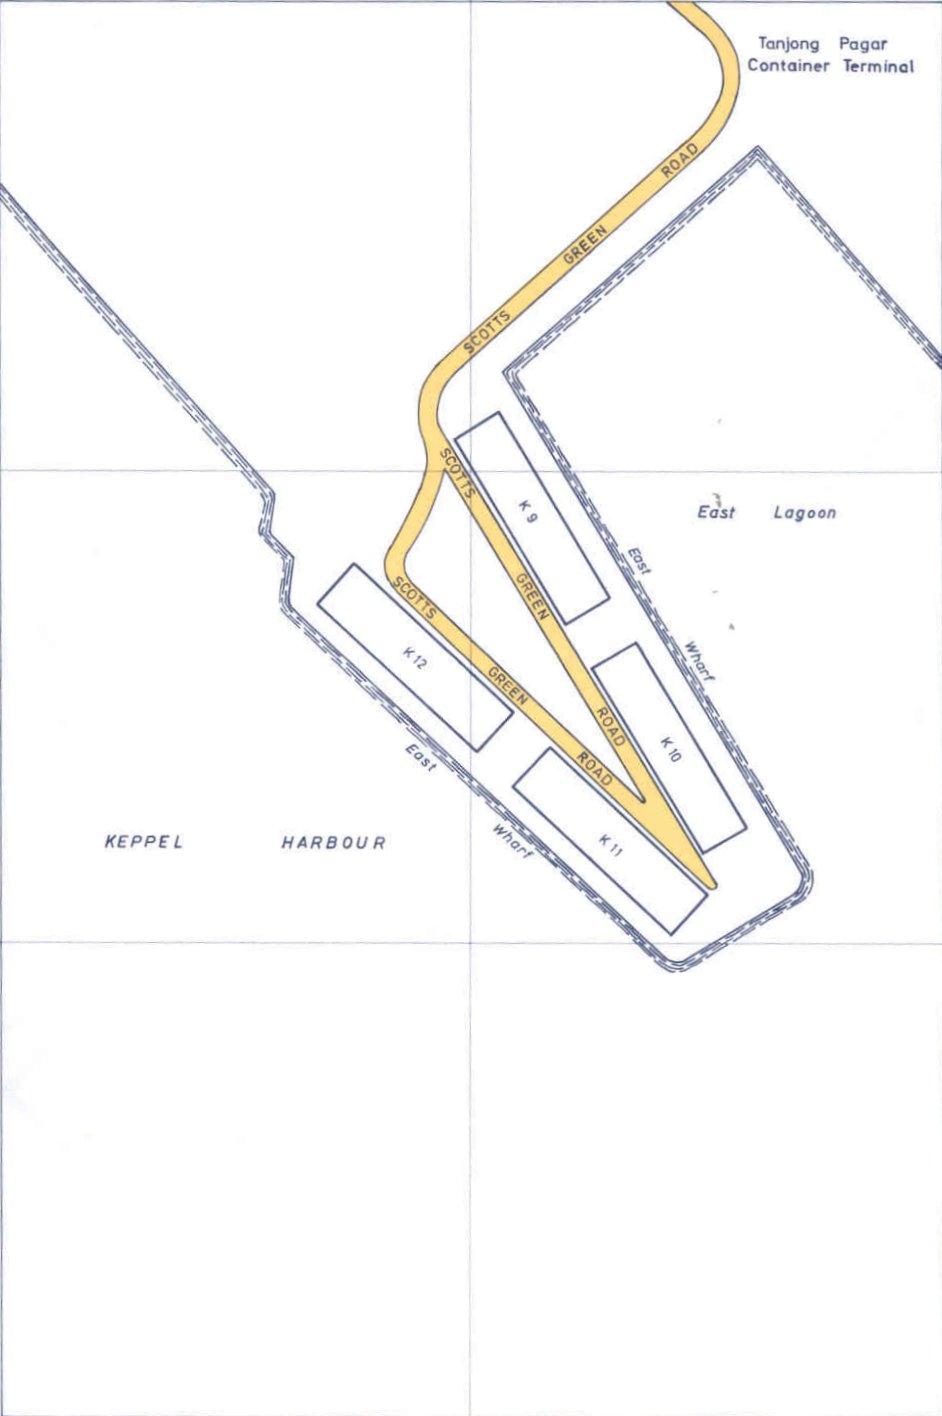 Tanjong Pagar
Container Terminal
SCOTTS GREEN ROAD
SCOTTS GREEN ROAD
SCOTTS GREEN ROAD
K 9
East Lagoon
East Wharf
K 12
K 10
East Wharf
K 11
KEPPEL HARBOUR